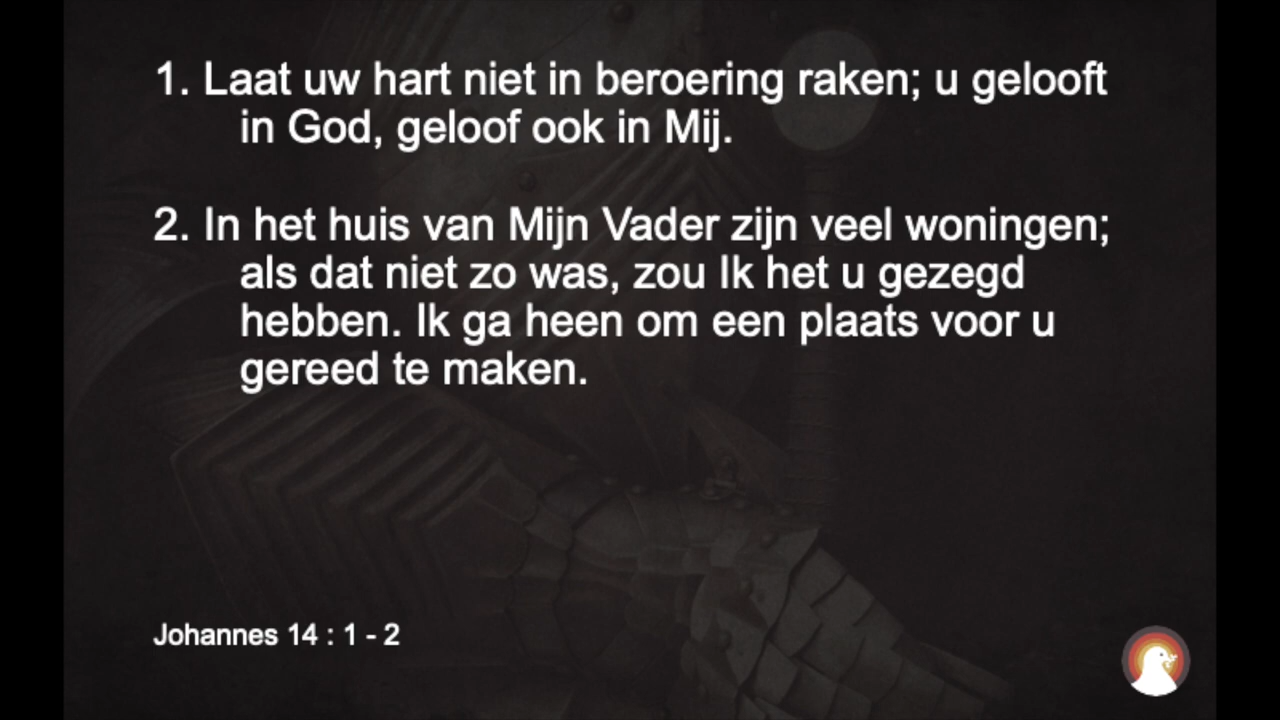 1. Laat uw hart niet in beroering raken; u gelooft
in God, geloof ook in Mij.
2. In het huis van Mijn Vader zijn veel woningen;
als dat niet zo was, zou Ik het u gezegd
hebben. Ik ga heen om een plaats voor u
gereed te maken.
Johannes 14 : 1 - 2